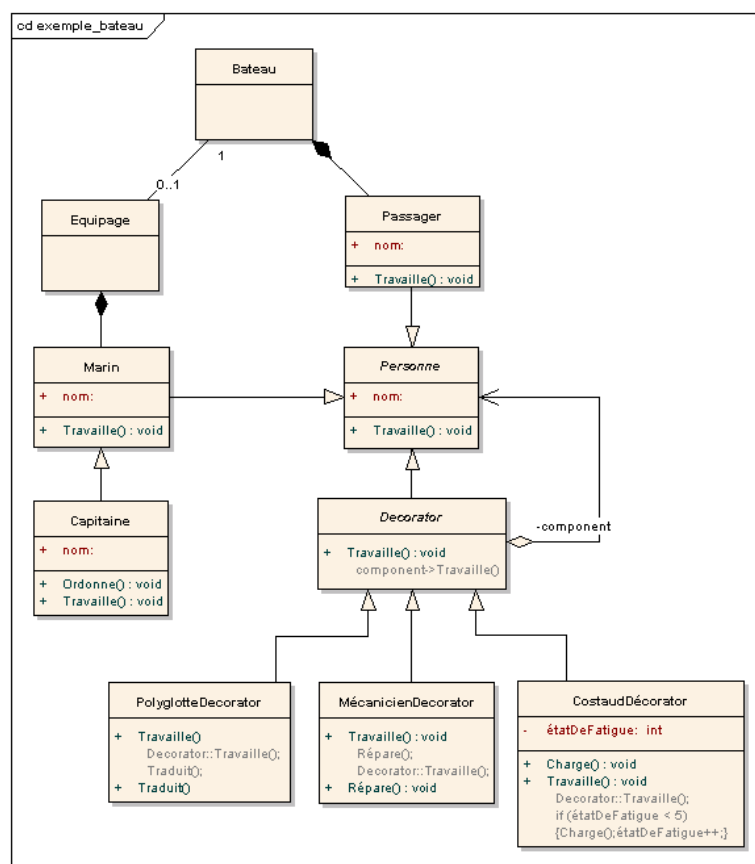 cd exemple_bateau
Bateau
1
0..1
Equipage
Passager
+ nom:
+ Travaille() : void
Marin
+ nom:
+ Travaille() : void
Personne
+ nom:
+ Travaille() : void
Capitaine
+ nom:
+ Ordonne() : void
+ Travaille() : void
Decorator
+ Travaille() : void
component->Travaille()
-component
PolyglotteDecorator
+ Travaille()
Decorator::Travaille();
Traduit();
+ Traduit()
MécanicienDecorator
+ Travaille() : void
Répare();
Decorator::Travaille();
+ Répare() : void
CostaudDécorator
- étatDeFatigue: int
+ Charge() : void
+ Travaille() : void
Decorator::Travaille();
if (étatDeFatigue < 5)
{Charge();étatDeFatigue++;}